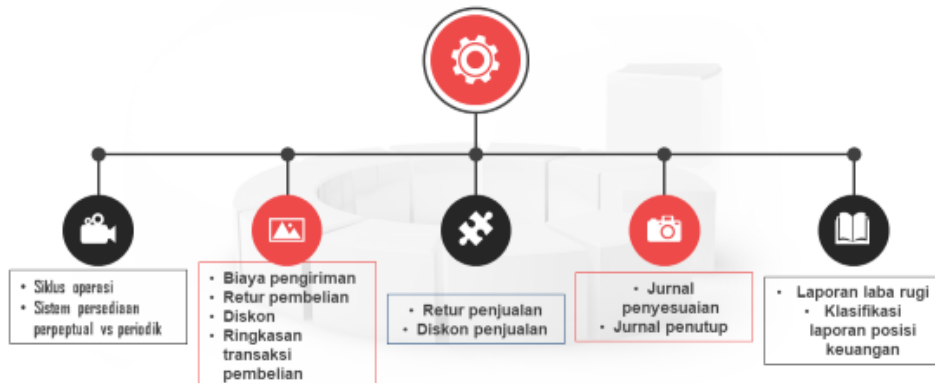 • Siklus operasi
• Sistem persediaan
perpeptual vs periodik
• Biaya pengiriman
• Retur pembelian
• Diskon
• Ringkasan
transaksi
pembelian
• Retur penjualan
• Diskon penjualan
• Jurnal
penyesuaian
• Jurnal penutup
• Laporan laba rugi
• Klasifikasi
laporan posisi
keuangan